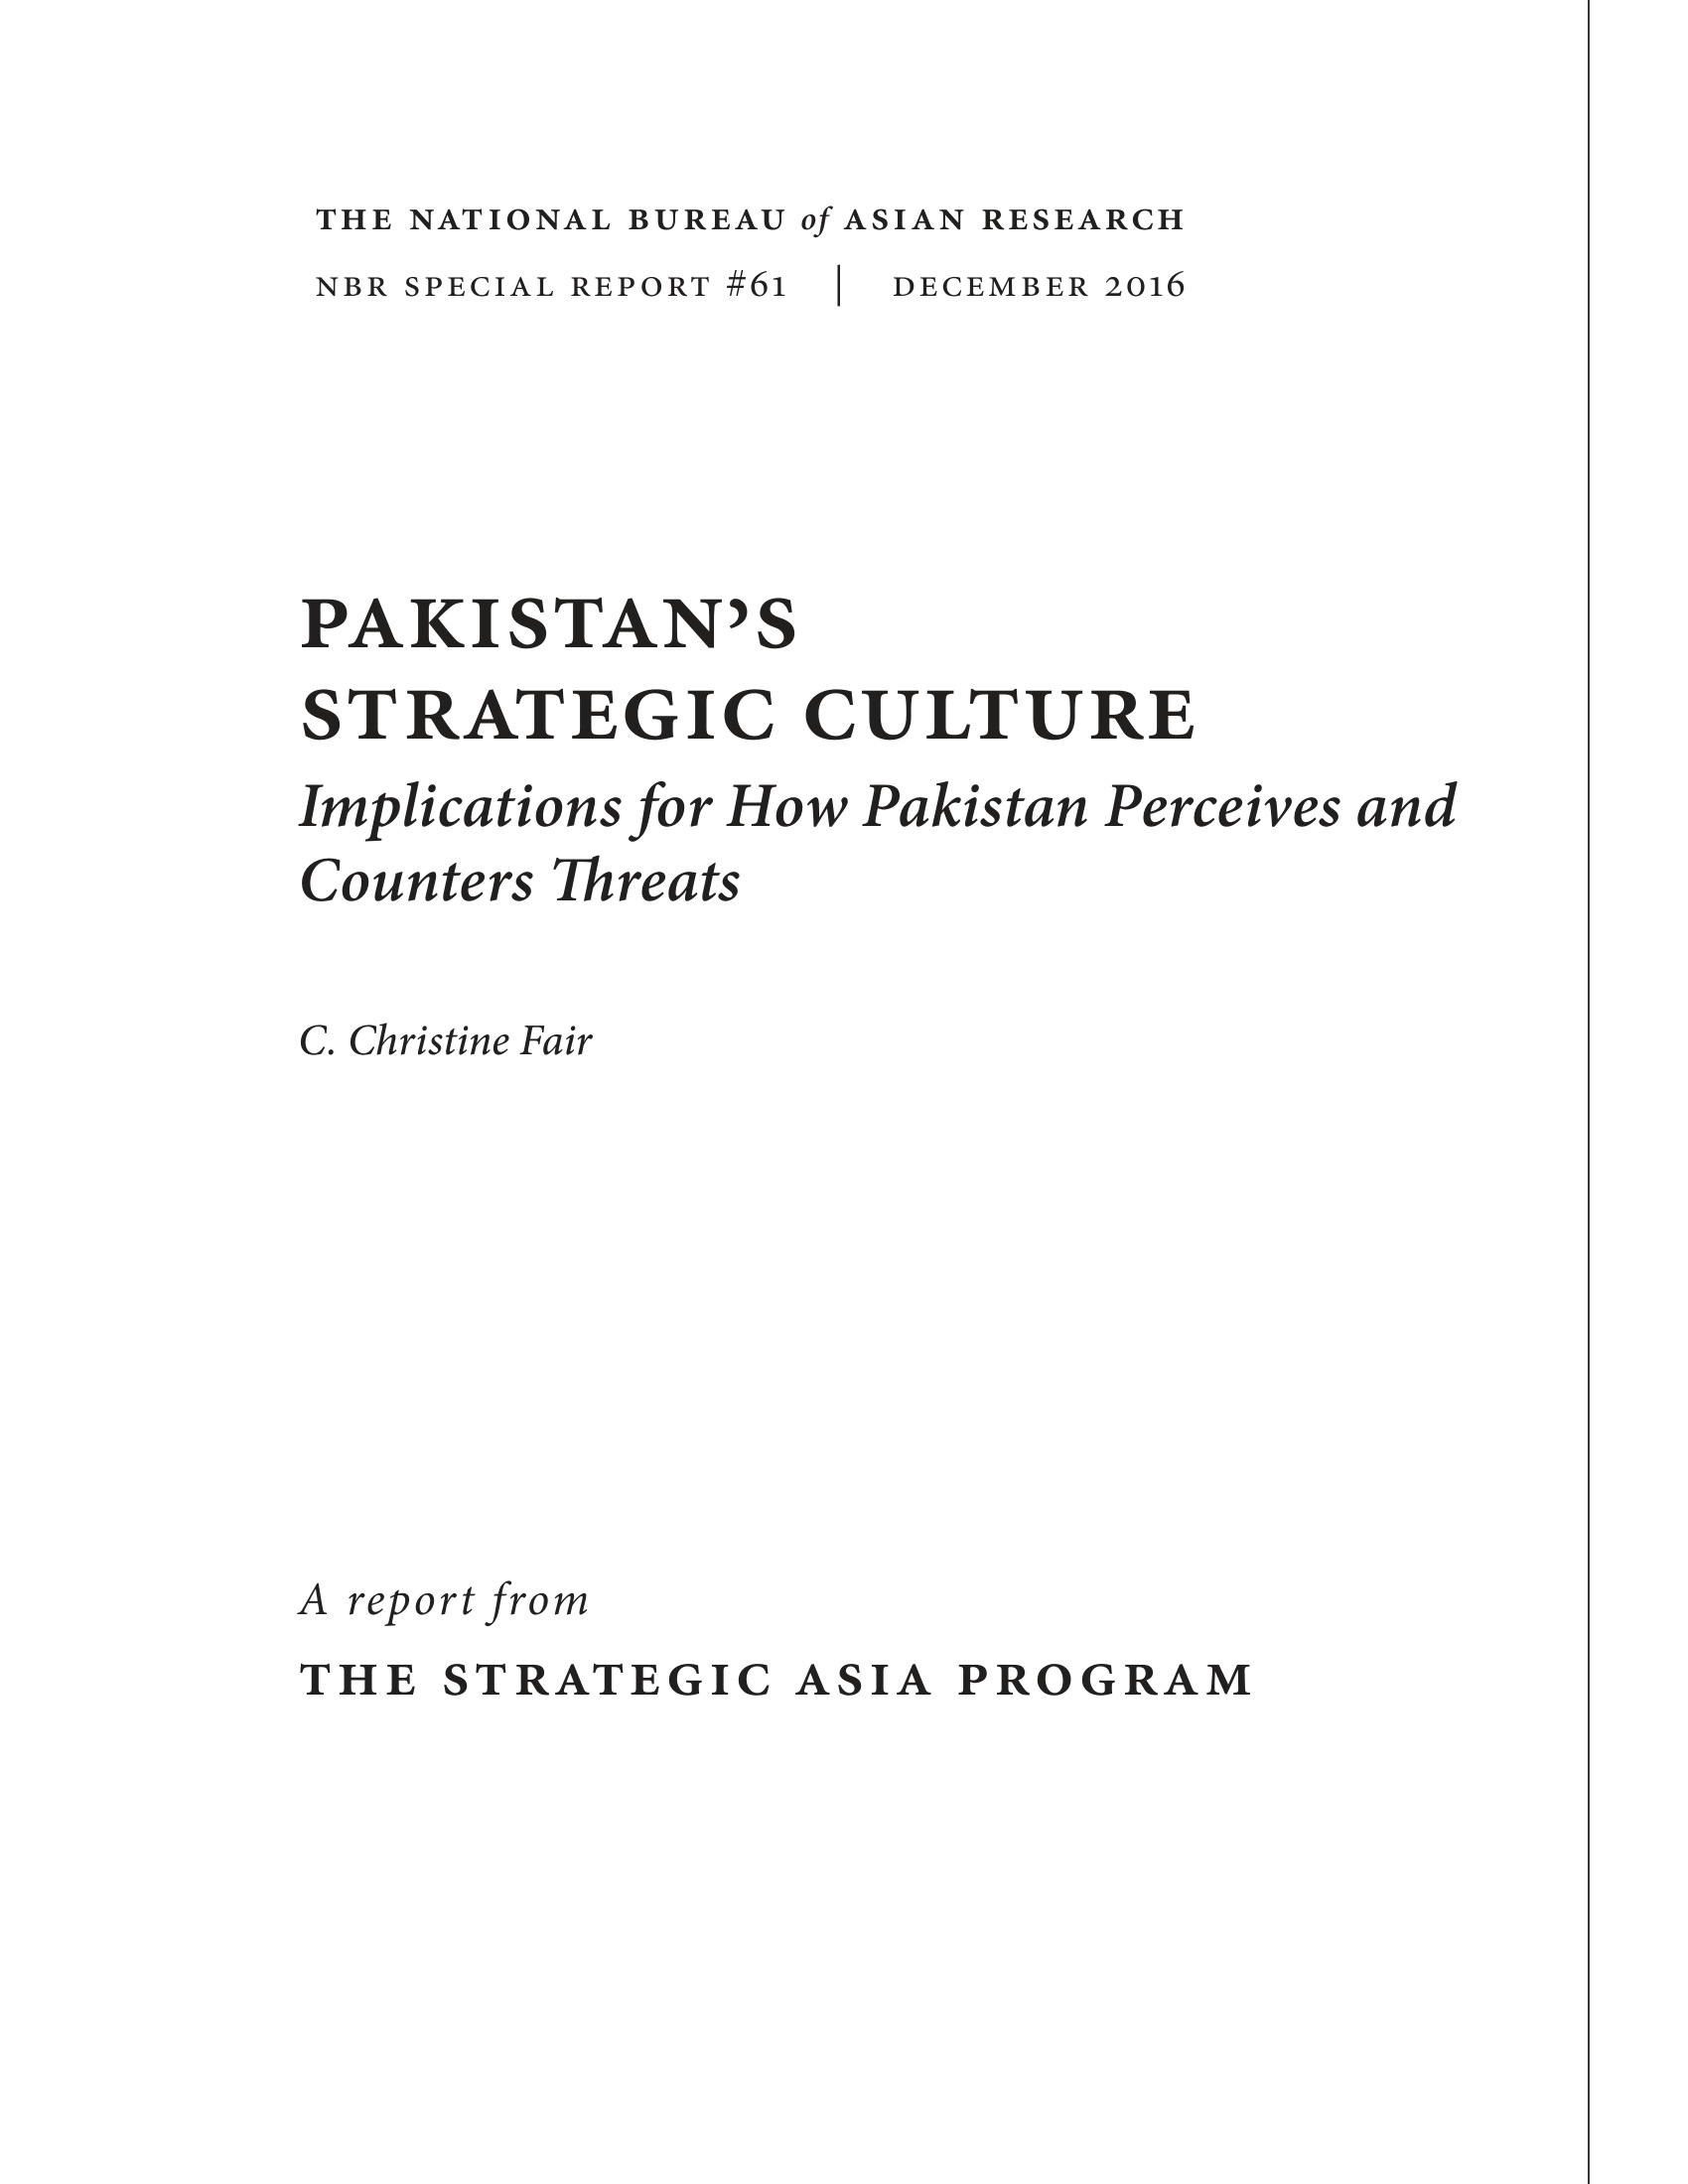 THE NATIONAL BUREAU of ASIAN RESEARCH
NBR SPECIAL REPORT #61 | DECEMBER 2016
PAKISTAN’S
STRATEGIC CULTURE
Implications for How Pakistan Perceives and
Counters Threats
C. Christine Fair
A report from
THE STRATEGIC ASIA PROGRAM